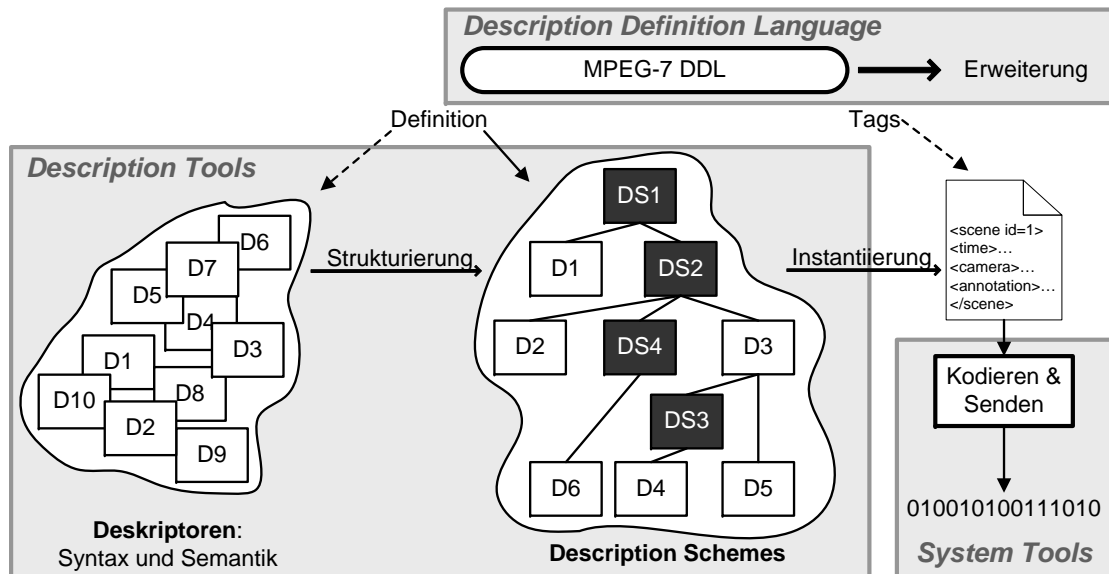 Description Definition Language
MPEG-7 DDL
Erweiterung
Definition
Tags
Description Tools
D6
D7
D5
D4
D3
D1
D8
D10
D2
D9
Strukturierung
DS1
D1
DS2
D2
DS4
D3
DS3
D6
D4
D5
Instantiierung
<scene id=1>
<time>...
<camera>...
<annotation>...
</scene>
Kodieren &
Senden
010010100111010
System Tools
Deskriptoren:
Syntax und Semantik
Description Schemes